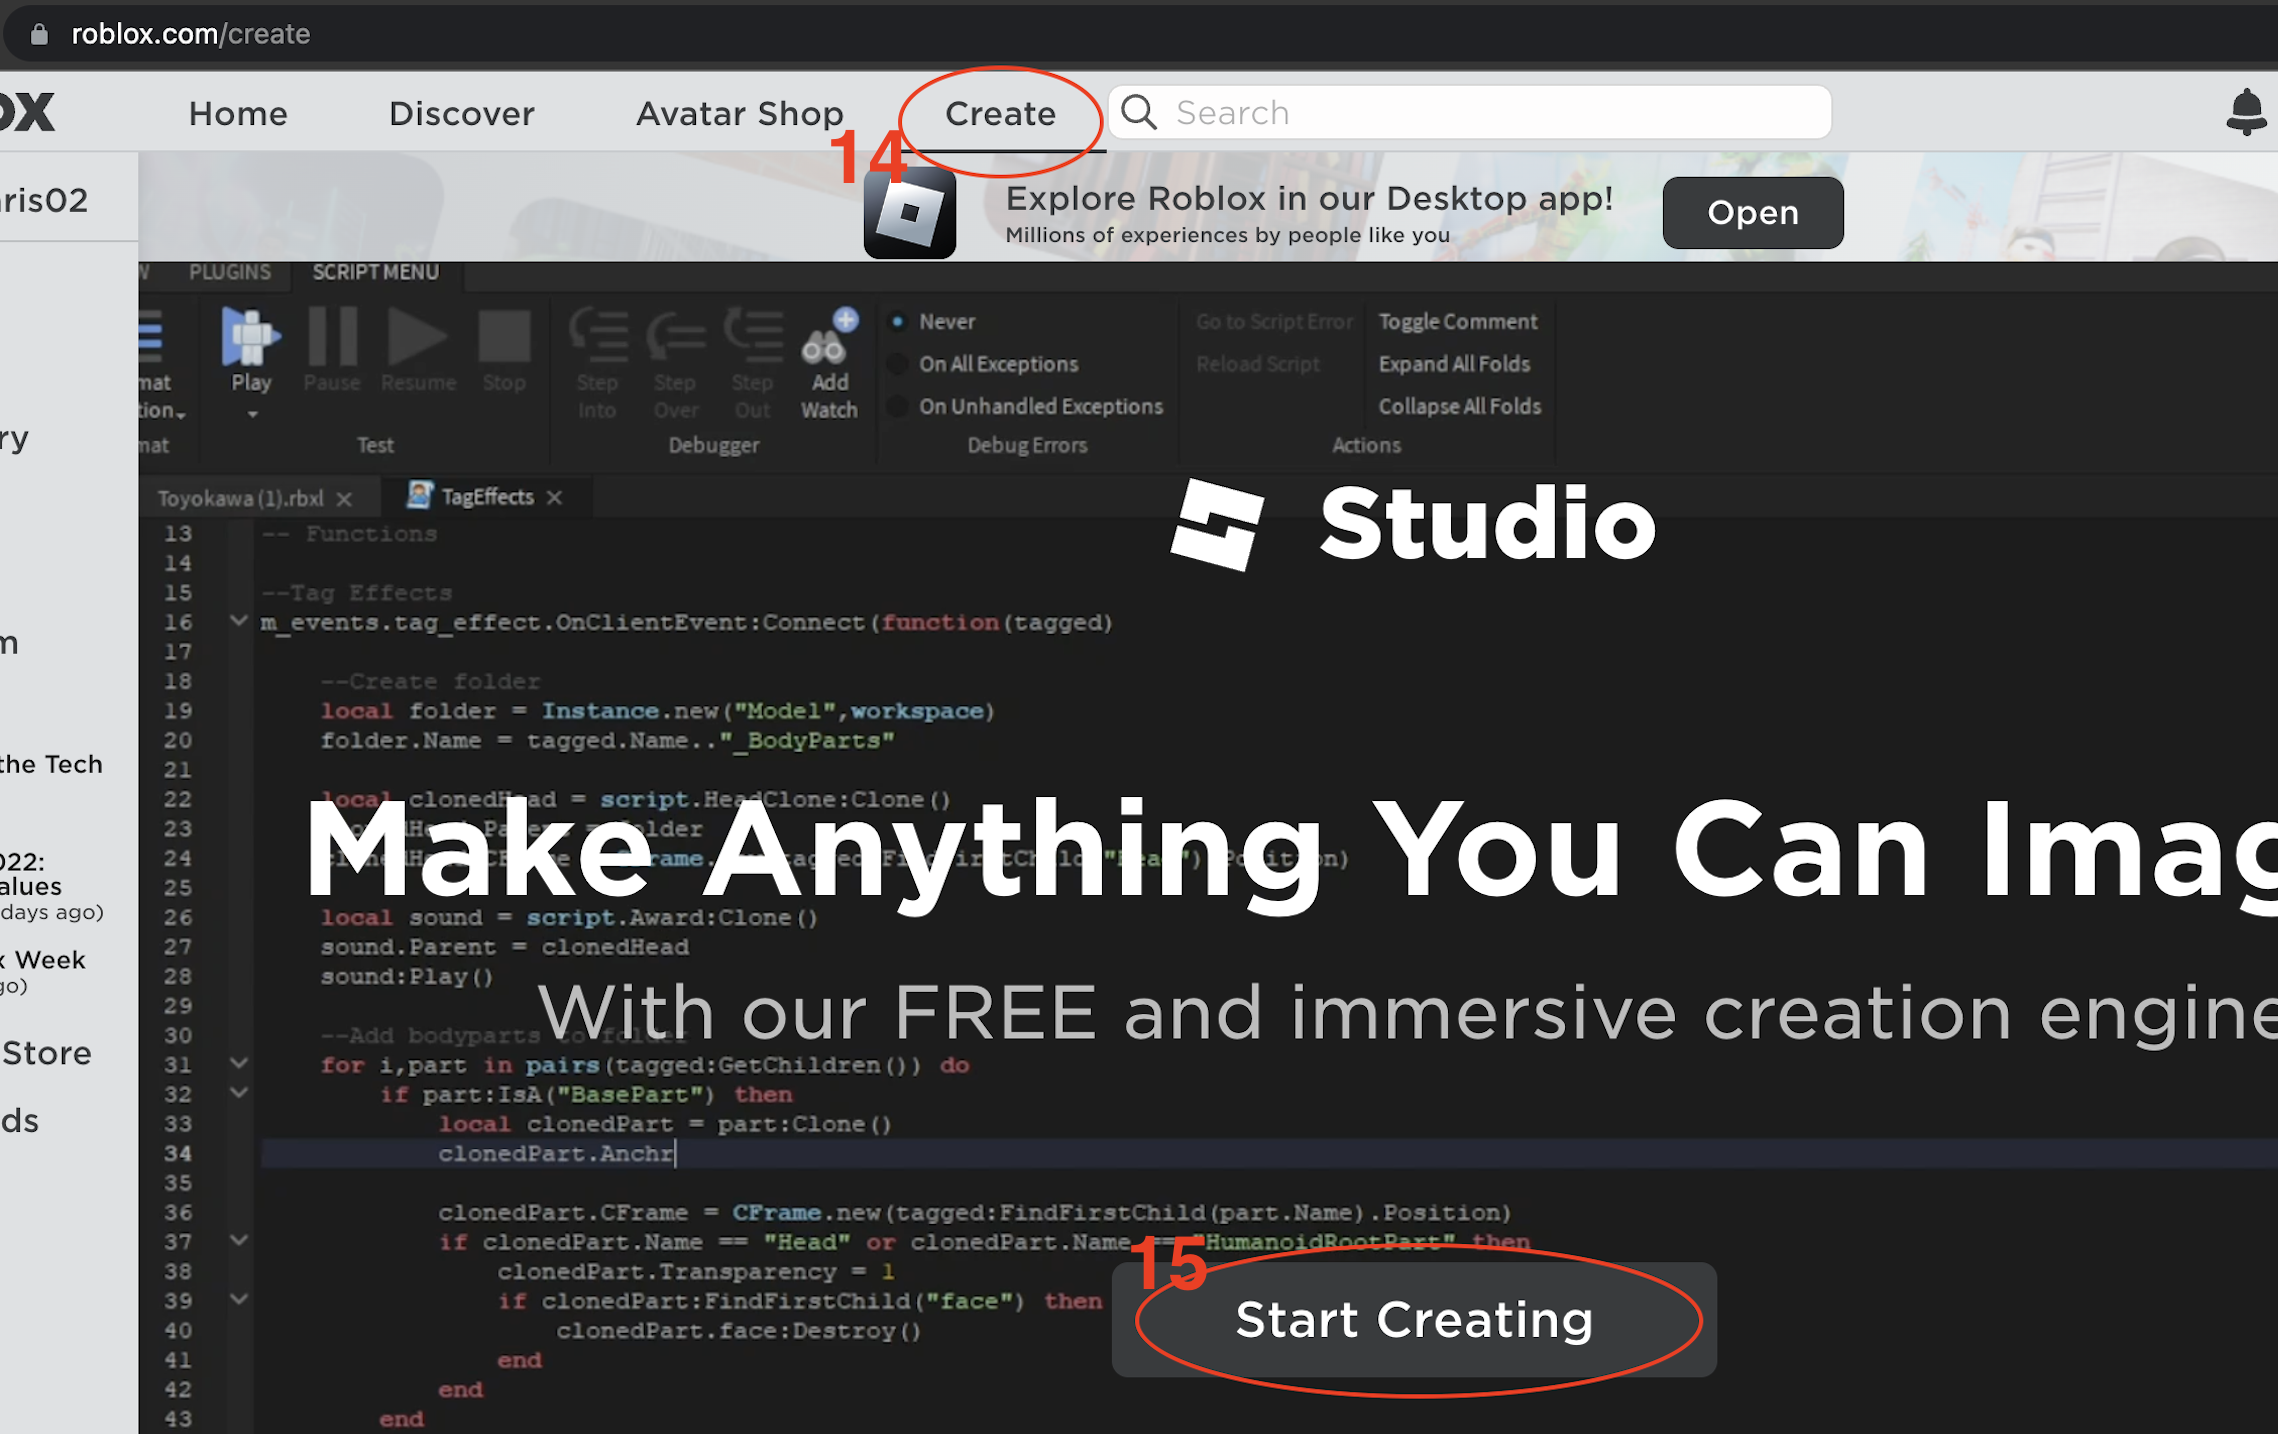 roblox.com/create
OX
Home
Discover
Avatar Shop
Create
Search
14
ris02
Explore Roblox in our Desktop app!
Millions of experiences by people like you
Open
W
PLUGINS
SCRIPT MENU
mat
tion
mat
Play
Pause
Resume
Stop
Test
Step
Into
Step
Over
Step
Out
Add
Watch
Debugger
Never
On All Exceptions
On Unhandled Exceptions
Debug Errors
Go to Script Error
Reload Script
Toggle Comment
Expand All Folds
Collapse All Folds
Actions
ry
m
the Tech
022:
alues
days ago)
x Week
go)
Store
ds
Toyokawa (1).rbxl
TagEffects
Studio
13 -- Functions
14
15 --Tag Effects
16 m_events.tag_effect.OnClientEvent:Connect(function(tagged)
17
18 --Create folder
19 local folder = Instance.new("Model",workspace)
20 folder.Name = tagged.Name.."_BodyParts"
21
22 local clonedHead = script.HeadClone:Clone()
23
24
25
Make Anything You Can Imag
26 local sound = script.Award:Clone()
27 sound.Parent = clonedHead
28 sound:Play()
29
With our FREE and immersive creation engine
30 --Add bodyparts to folder
31 for i,part in pairs(tagged:GetChildren()) do
32 if part:IsA("BasePart") then
33 local clonedPart = part:Clone()
34 clonedPart.Anchr
35
36 clonedPart.CFrame = CFrame.new(tagged:FindFirstChild(part.Name).Position)
37 if clonedPart.Name == "Head" or clonedPart.Name == "HumanoidRootPart" then
38 clonedPart.Transparency = 1
39 if clonedPart:FindFirstChild("face") then
40 clonedPart.face:Destroy()
41 end
42 end
43 end
15
Start Creating